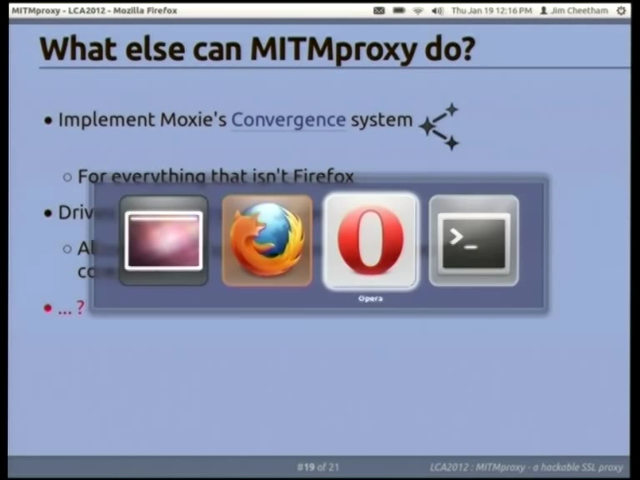 MITMproxy - LCA2012 - Mozilla Firefox
Thu Jan 19 12:16 PM
Jim Cheetham
What else can MITMproxy do?
• Implement Moxie's Convergence system
○ For everything that isn't Firefox
• Driv
○ Al
co
• ... ?
>_
Opera
#19 of 21
LCA2012 : MITMproxy - a hackable SSL proxy